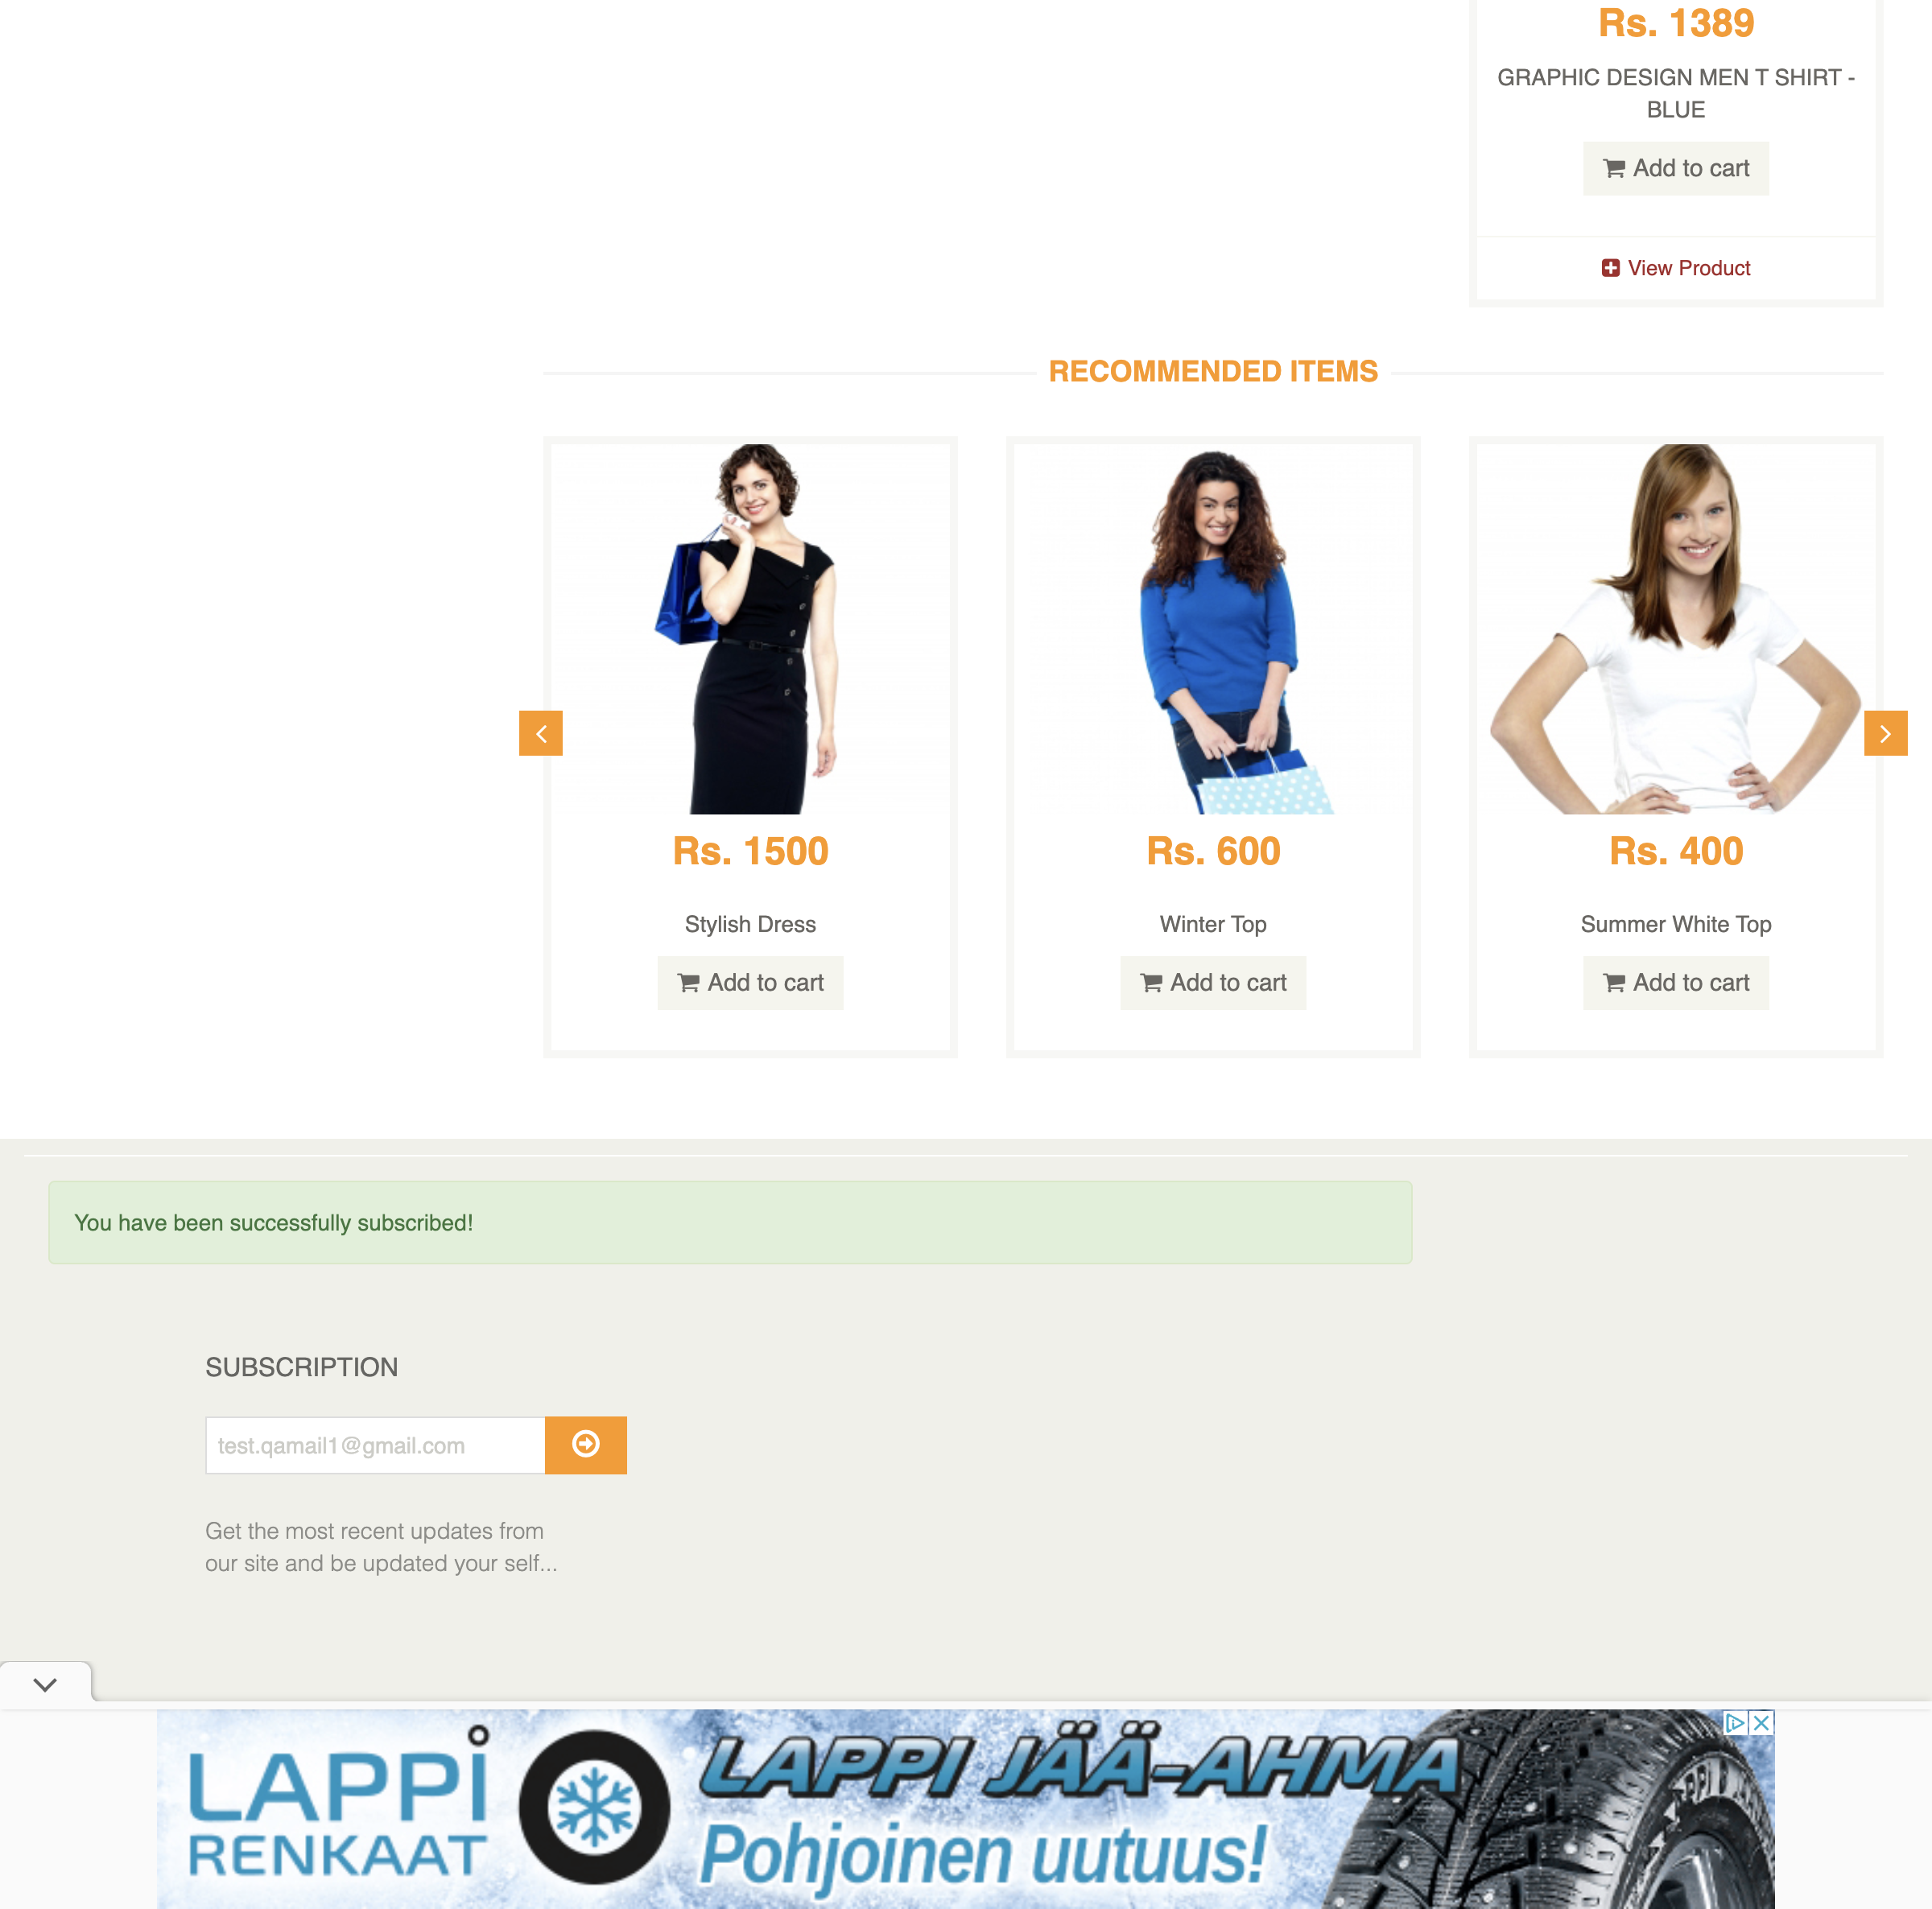 Rs. 1389
GRAPHIC DESIGN MEN T SHIRT -
BLUE
Add to cart
View Product
RECOMMENDED ITEMS
Rs. 1500
Stylish Dress
Add to cart
Rs. 600
Winter Top
Add to cart
Rs. 400
Summer White Top
Add to cart
You have been successfully subscribed!
SUBSCRIPTION
test.qamail1@gmail.com
Get the most recent updates from
our site and be updated your self...
LAPPI
RENKAAT
LAPPI JÄÄ-AHMA
Pohjoinen uutuus!